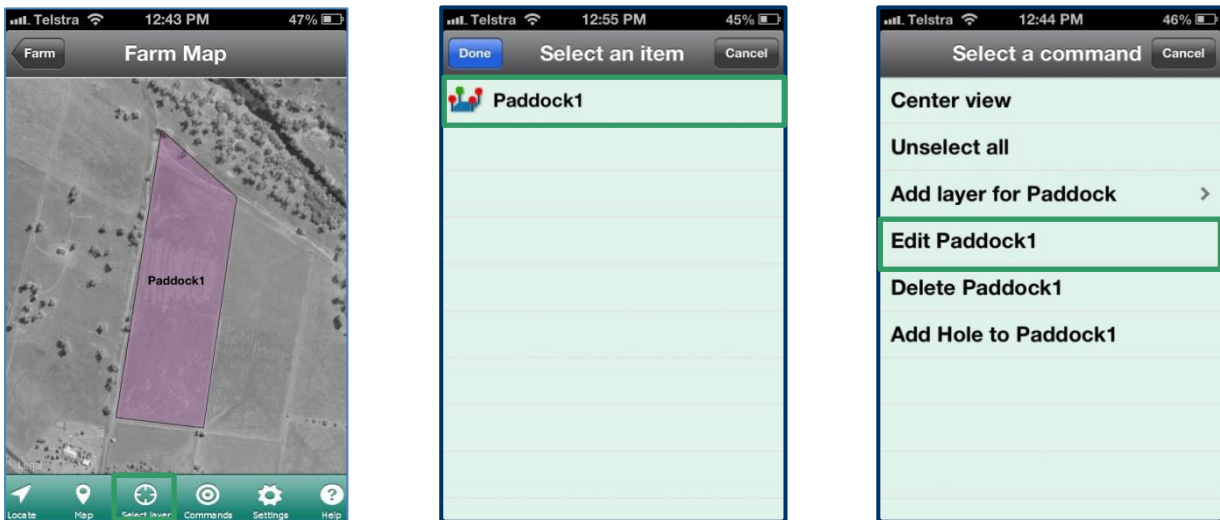 Telstra 12:43 PM 47%
Farm Farm Map
Paddock1
Legal
Locate Map Select layer Commands Settings Help
Telstra 12:55 PM 45%
Done Select an item Cancel
Paddock1
Telstra 12:44 PM 46%
Select a command Cancel
Center view
Unselect all
Add layer for Paddock >
Edit Paddock1
Delete Paddock1
Add Hole to Paddock1